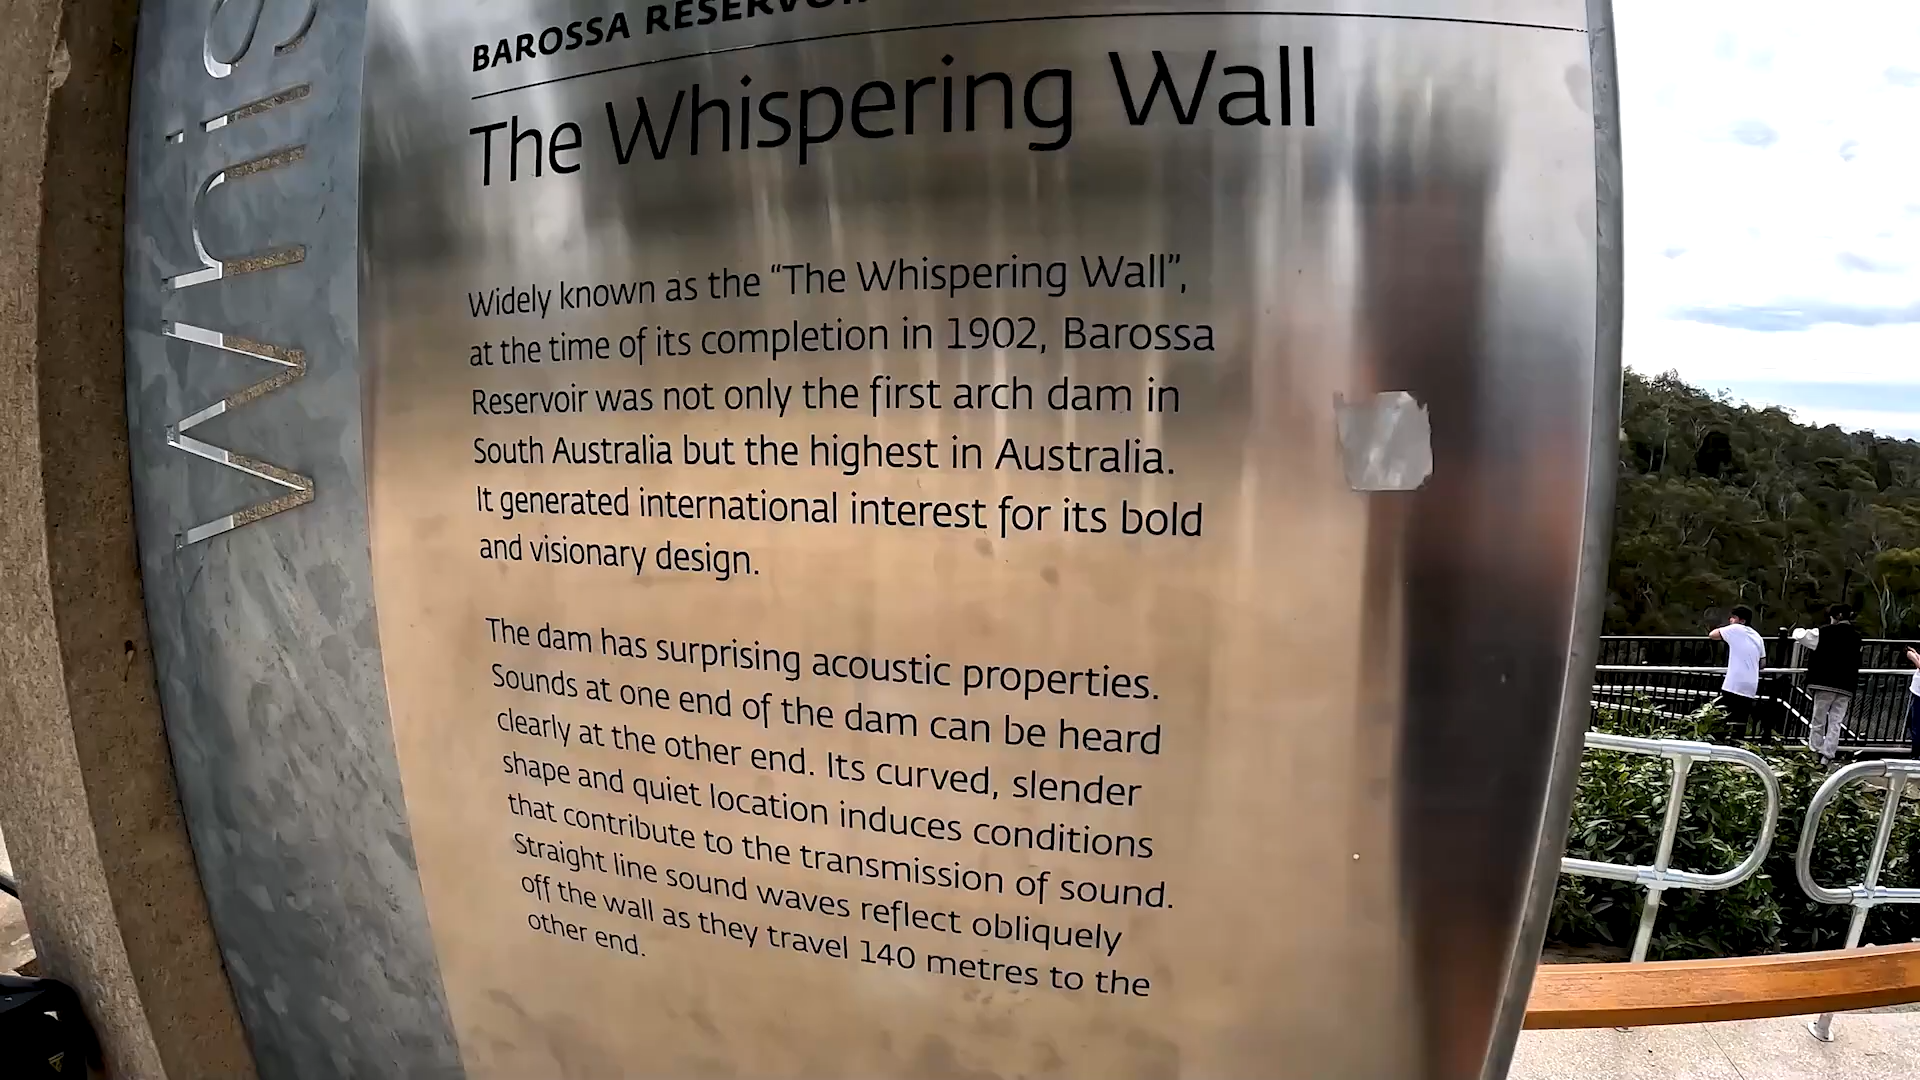 Whis
BAROSSA RESERVOIR
The Whispering Wall
Widely known as the “The Whispering Wall”,
at the time of its completion in 1902, Barossa
Reservoir was not only the first arch dam in
South Australia but the highest in Australia.
It generated international interest for its bold
and visionary design.
The dam has surprising acoustic properties.
Sounds at one end of the dam can be heard
clearly at the other end. Its curved, slender
shape and quiet location induces conditions
that contribute to the transmission of sound.
Straight line sound waves reflect obliquely
off the wall as they travel 140 metres to the
other end.